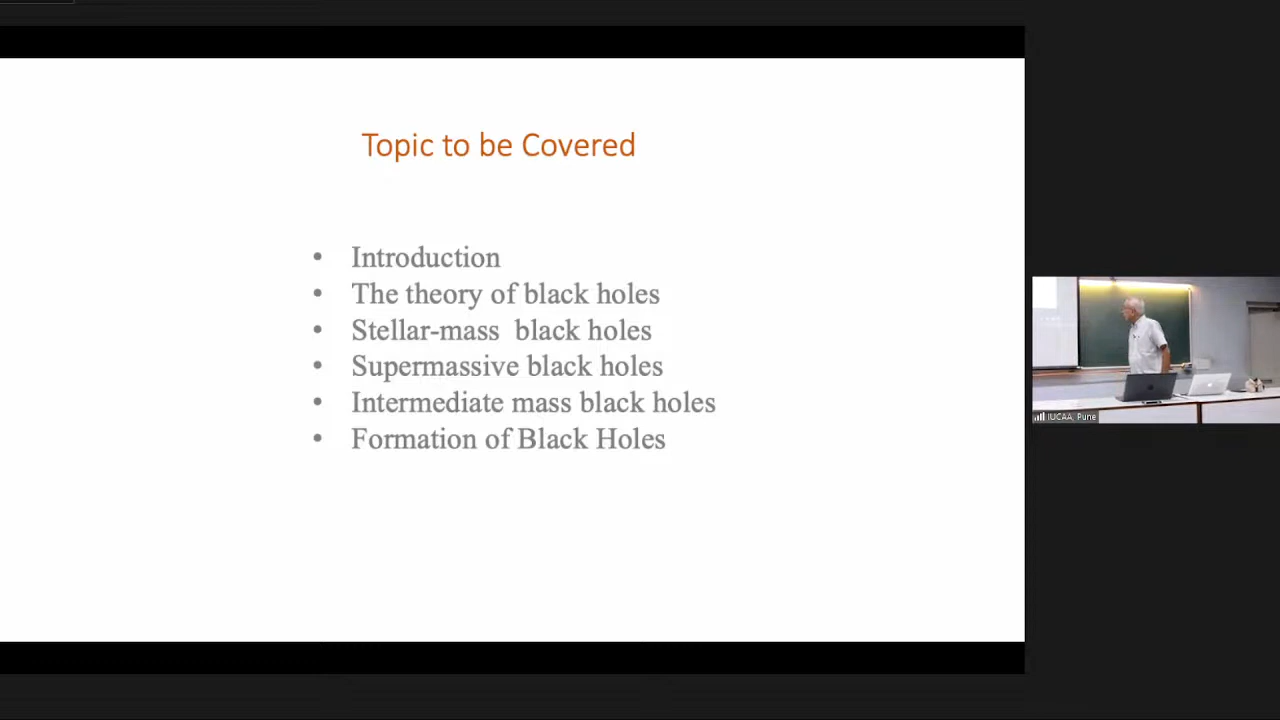 Topic to be Covered
• Introduction
• The theory of black holes
• Stellar-mass black holes
• Supermassive black holes
• Intermediate mass black holes
• Formation of Black Holes
IUCAA, Pune